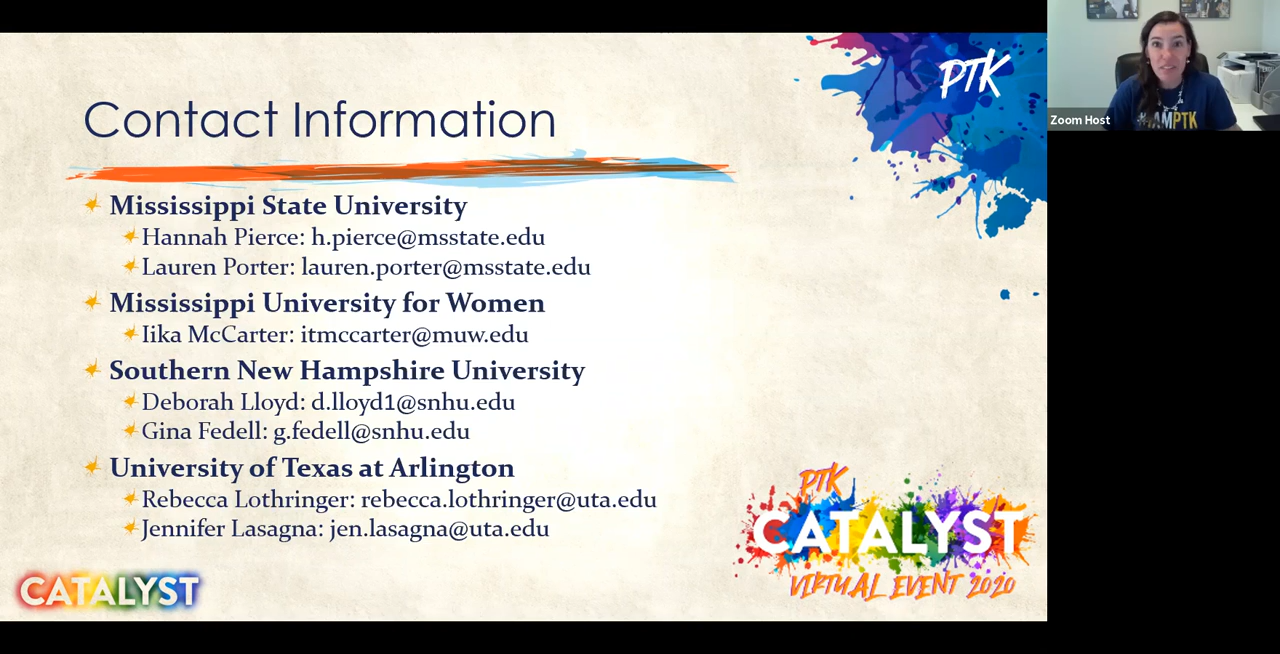 Contact Information
PTK
Zoom Host
#IAMPTK
Mississippi State University
Hannah Pierce: h.pierce@msstate.edu
Lauren Porter: lauren.porter@msstate.edu
Mississippi University for Women
Iika McCarter: itmccarter@muw.edu
Southern New Hampshire University
Deborah Lloyd: d.lloyd1@snhu.edu
Gina Fedell: g.fedell@snhu.edu
University of Texas at Arlington
Rebecca Lothringer: rebecca.lothringer@uta.edu
Jennifer Lasagna: jen.lasagna@uta.edu
PTK
CATALYST
VIRTUAL EVENT 2020
CATALYST